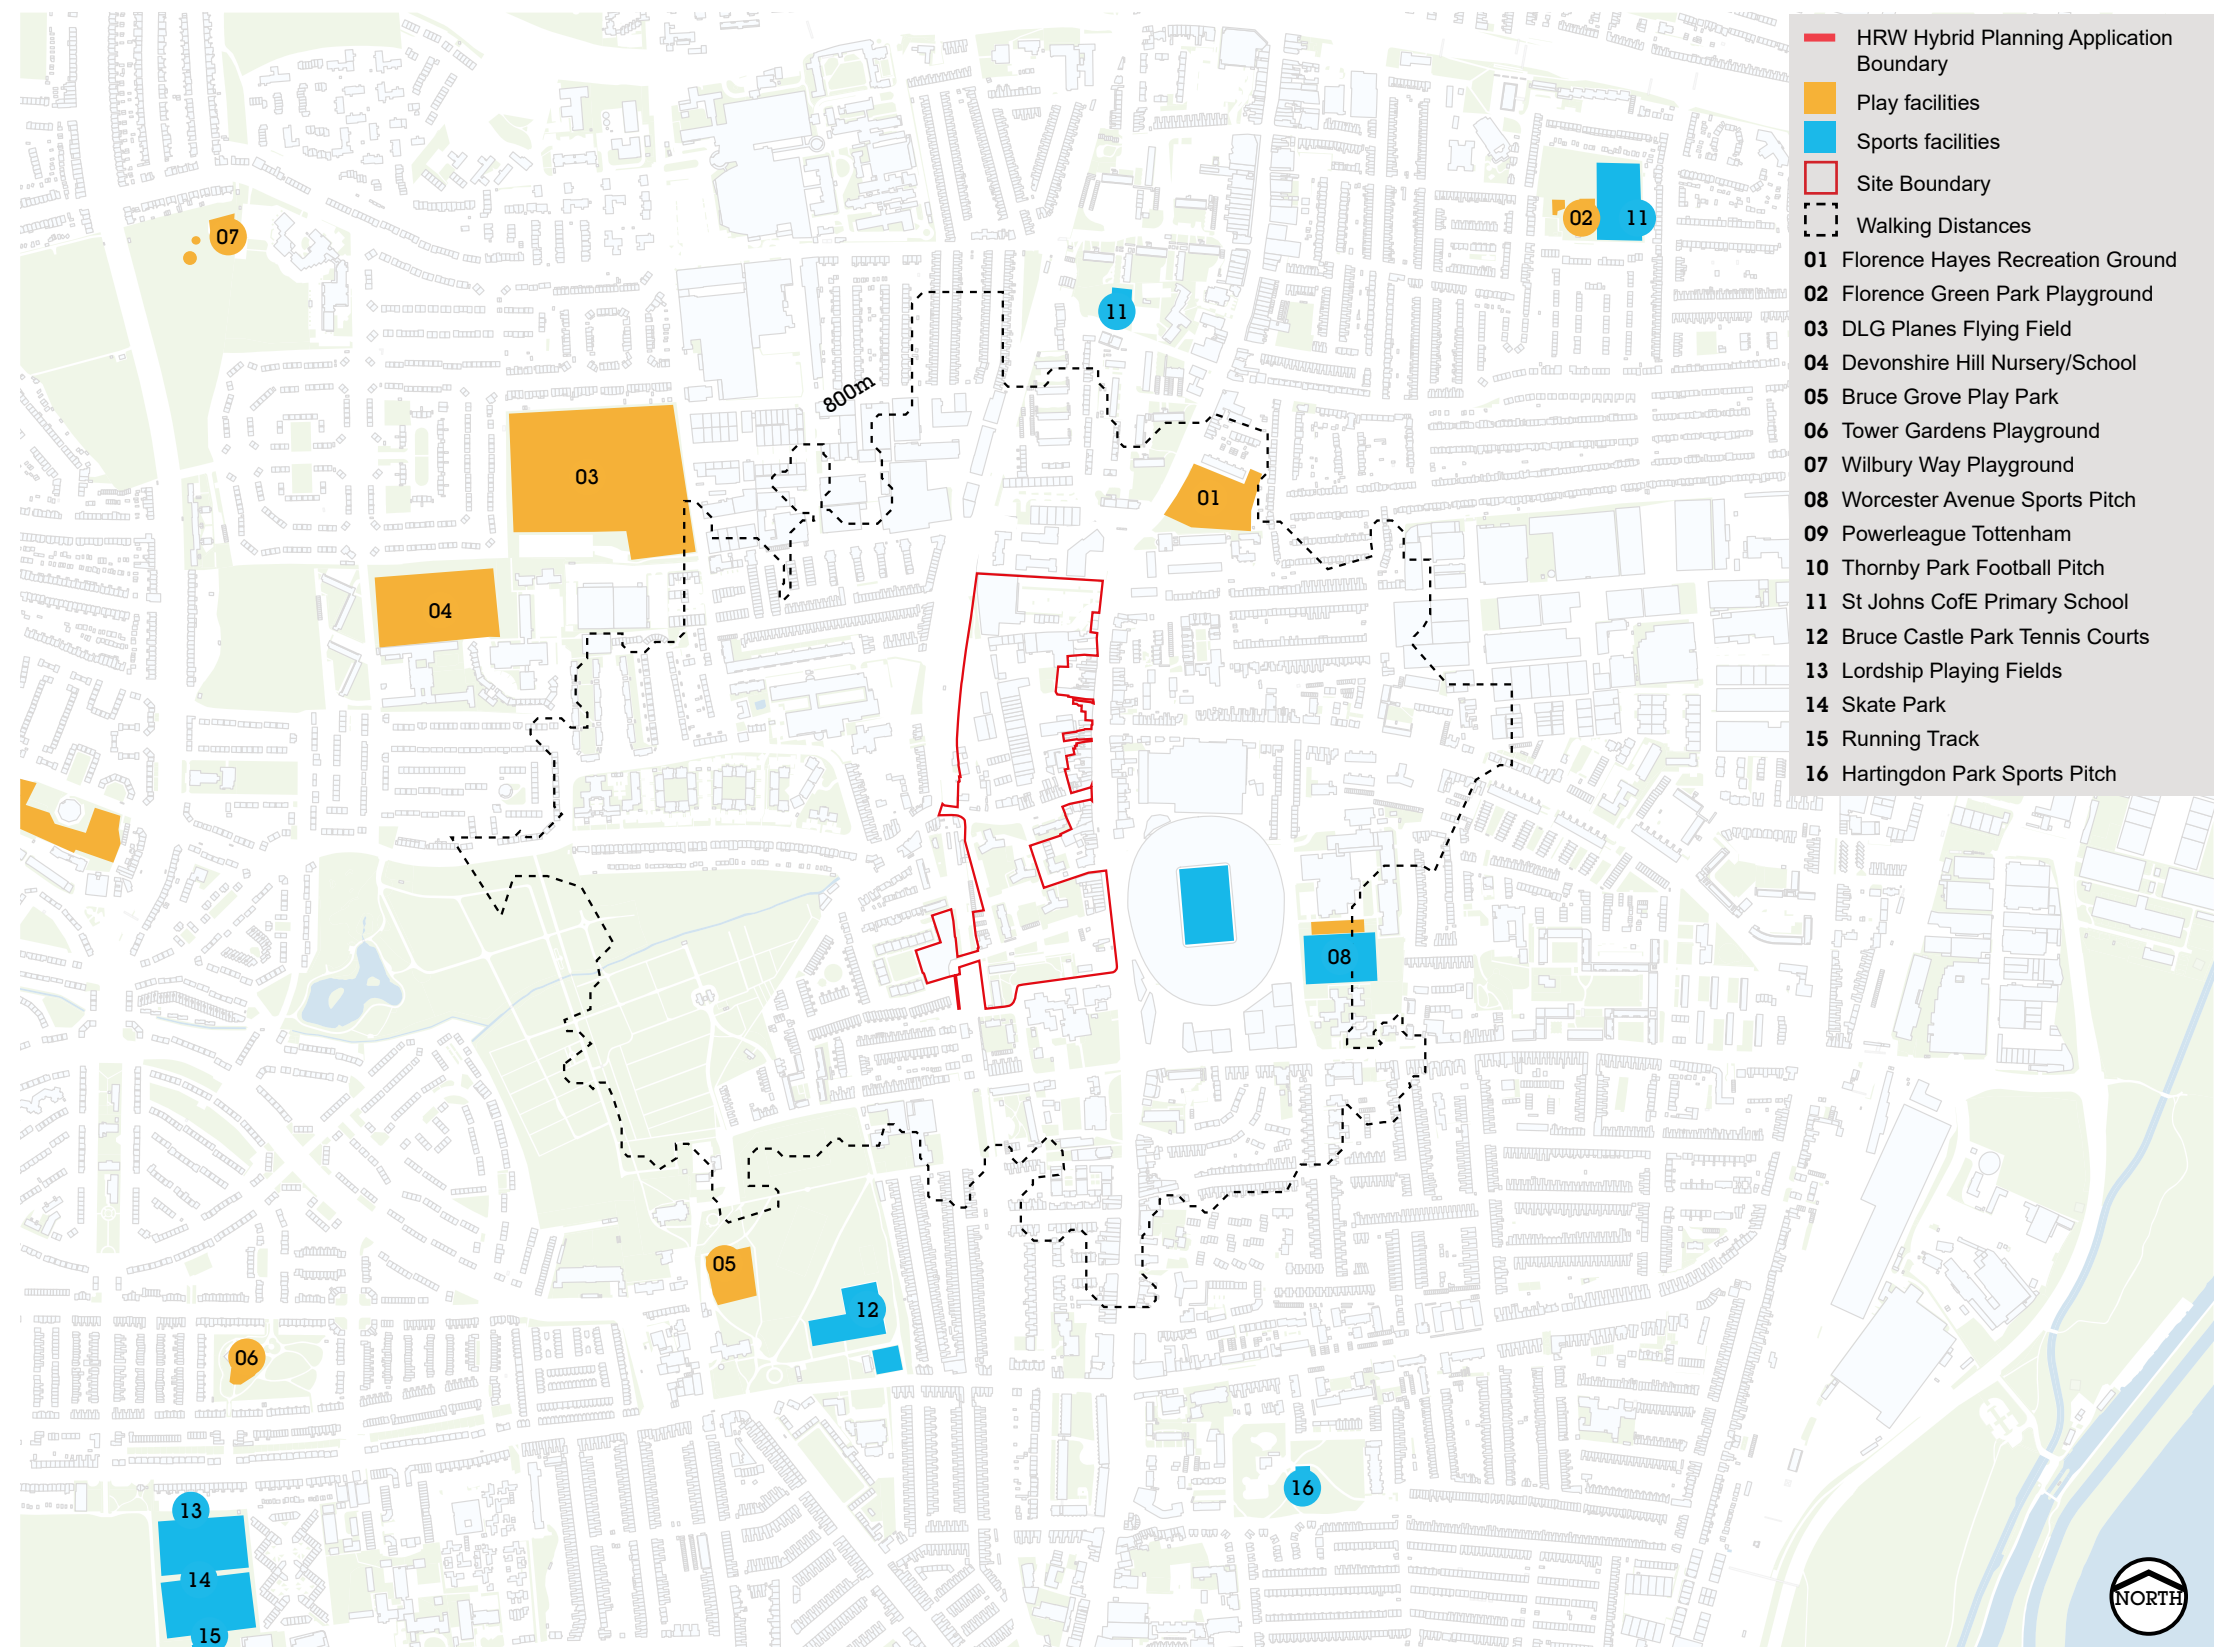 HRW Hybrid Planning Application
Boundary
Play facilities
Sports facilities
Site Boundary
Walking Distances
01 Florence Hayes Recreation Ground
02 Florence Green Park Playground
03 DLG Planes Flying Field
04 Devonshire Hill Nursery/School
05 Bruce Grove Play Park
06 Tower Gardens Playground
07 Wilbury Way Playground
08 Worcester Avenue Sports Pitch
09 Powerleague Tottenham
10 Thornby Park Football Pitch
11 St Johns CofE Primary School
12 Bruce Castle Park Tennis Courts
13 Lordship Playing Fields
14 Skate Park
15 Running Track
16 Hartingdon Park Sports Pitch
02 11
07
11
800m
03
01
04
08
05
12
06
16
13
14
15
NORTH